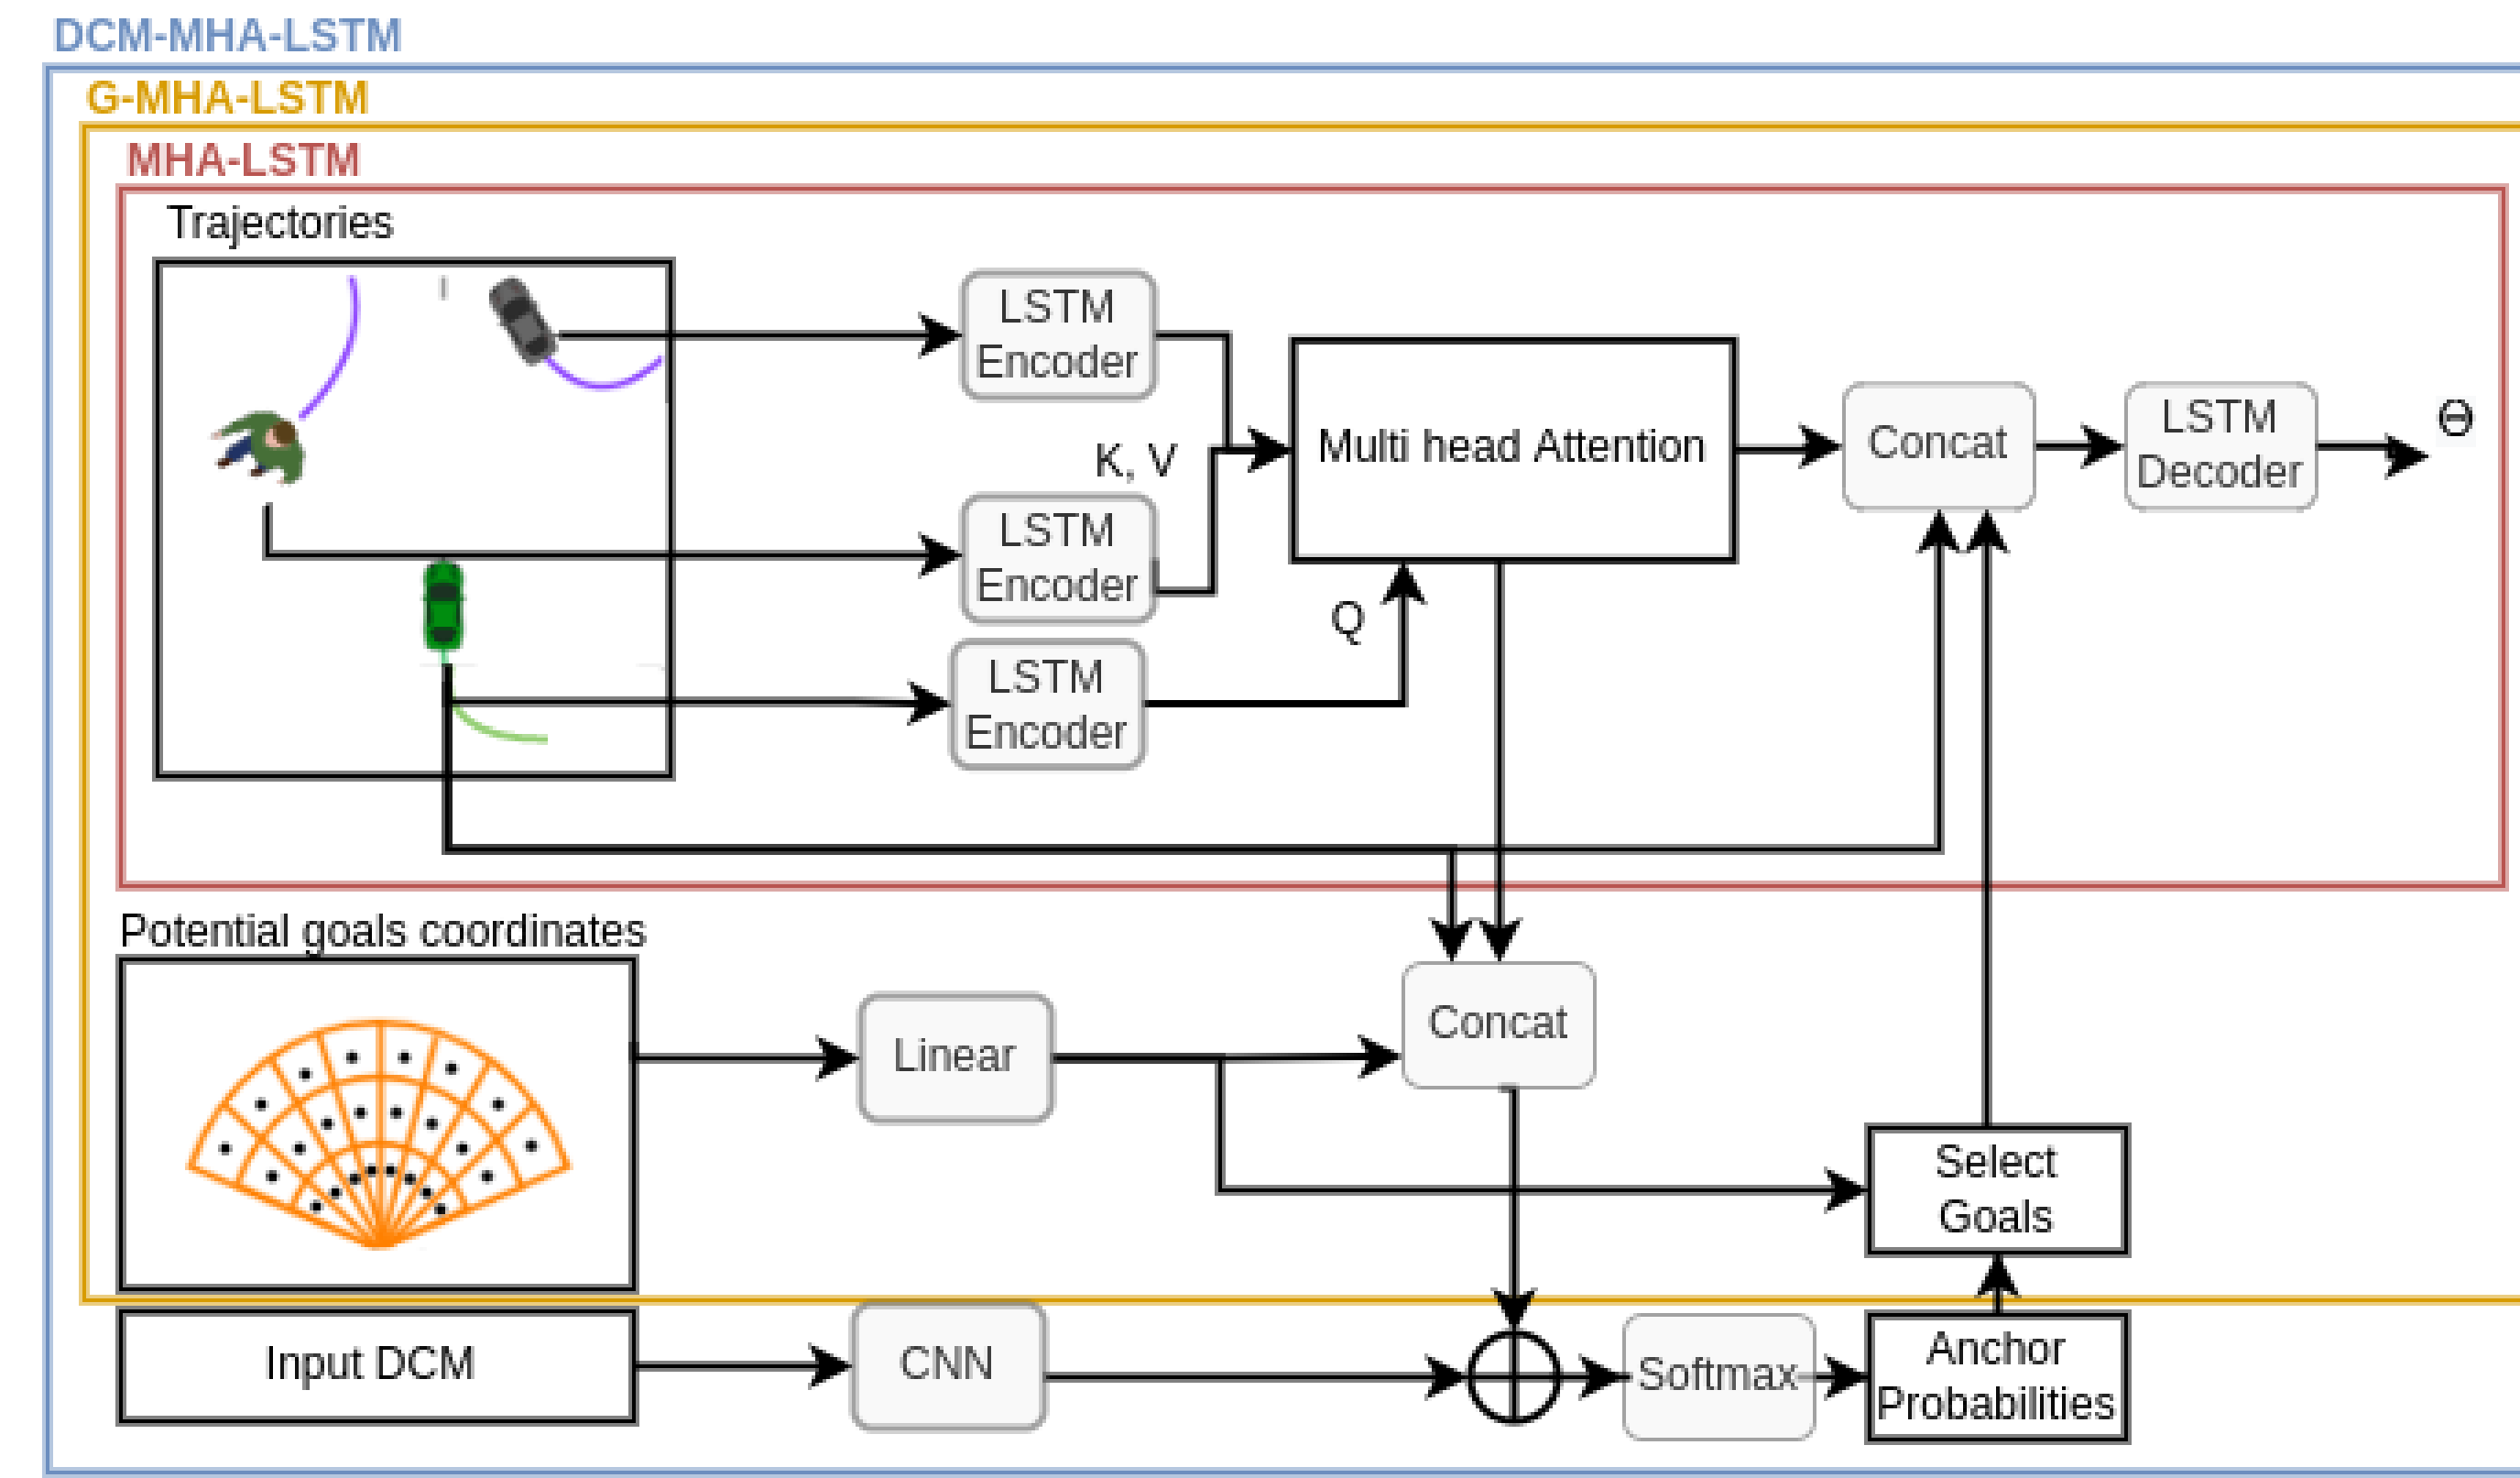 DCM-MHA-LSTM
G-MHA-LSTM
MHA-LSTM
Trajectories
LSTM
Encoder
K, V
LSTM
Encoder
LSTM
Encoder
Q
Multi head Attention
Concat
LSTM
Decoder
Θ
Potential goals coordinates
Linear
Concat
Select
Goals
Input DCM
CNN
Softmax
Anchor
Probabilities